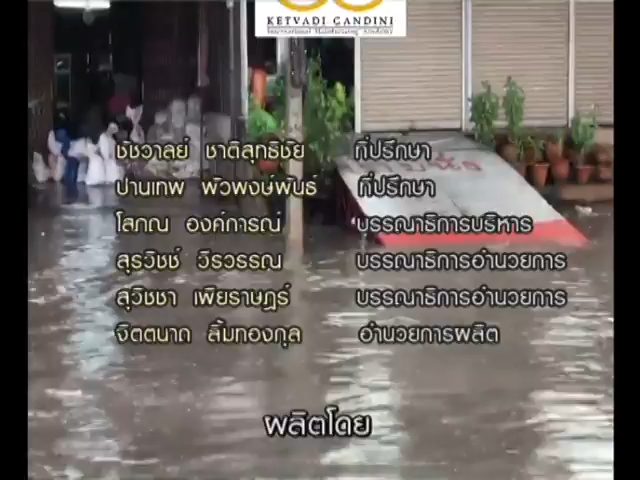 KETVADI GANDINI
International Manufacturing Academy
ชัชวาลย์ ชาติสุทธิชัย ที่ปรึกษา
ปานเทพ พัวพงษ์พันธ์ ที่ปรึกษา
โสภณ องค์การณ์ บรรณาธิการบริหาร
สุรวิชช์ วีรวรรณ บรรณาธิการอำนวยการ
สุวิชชา เพียราษฎร์ บรรณาธิการอำนวยการ
จิตตนาถ ลิ้มทองกุล อำนวยการผลิต
ผลิตโดย